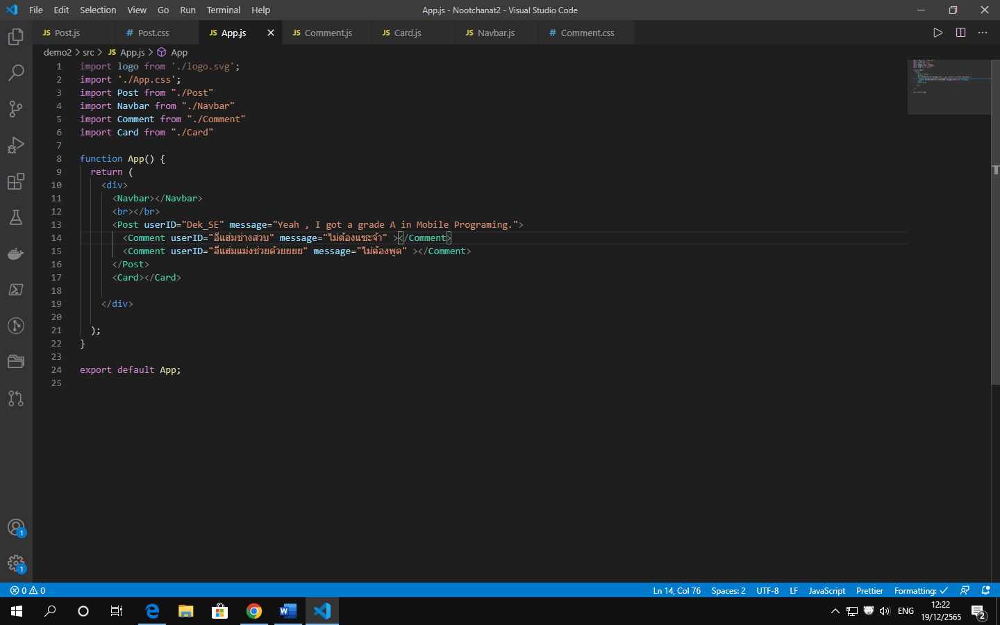 File Edit Selection View Go Run Terminal Help App.js - Nootchanat2 - Visual Studio Code
JS Post.js # Post.css JS App.js JS Comment.js JS Card.js JS Navbar.js # Comment.css
demo2 > src > JS App.js > App
1 import logo from './logo.svg';
2 import './App.css';
3 import Post from "./Post"
4 import Navbar from "./Navbar"
5 import Comment from "./Comment"
6 import Card from "./Card"
7
8 function App() {
9 return (
10 <div>
11 <Navbar></Navbar>
12 <br></br>
13 <Post userID="Dek_SE" message="Yeah , I got a grade A in Mobile Programing.">
14 <Comment userID="อีแฮ่มช่างสวบ" message="ไม่ต้องแซะจ้า" ></Comment>
15 <Comment userID="อีแฮ่มแม่งช่วยด้วยยยย" message="ไม่ต้องพูด" ></Comment>
16 </Post>
17 <Card></Card>
18
19 </div>
20
21 );
22 }
23
24 export default App;
25
1
1
0 0 Ln 14, Col 76 Spaces: 2 UTF-8 LF JavaScript Prettier Formatting: ✓
ENG 12:22
19/12/2565 2